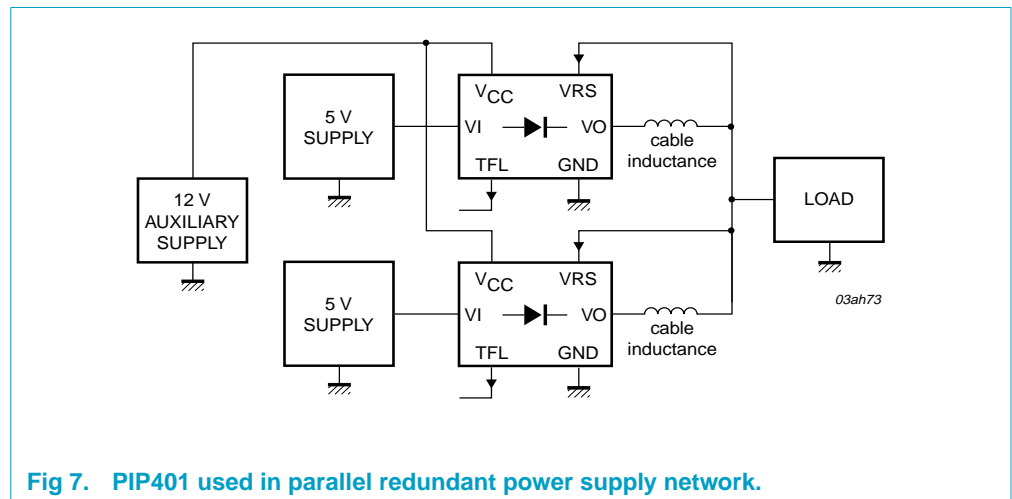 VCC VRS
5 V
SUPPLY
VI VO
cable
inductance
TFL GND
12 V
AUXILIARY
SUPPLY
LOAD
VCC VRS
5 V
SUPPLY
VI VO
cable
inductance
TFL GND
03ah73
Fig 7. PIP401 used in parallel redundant power supply network.